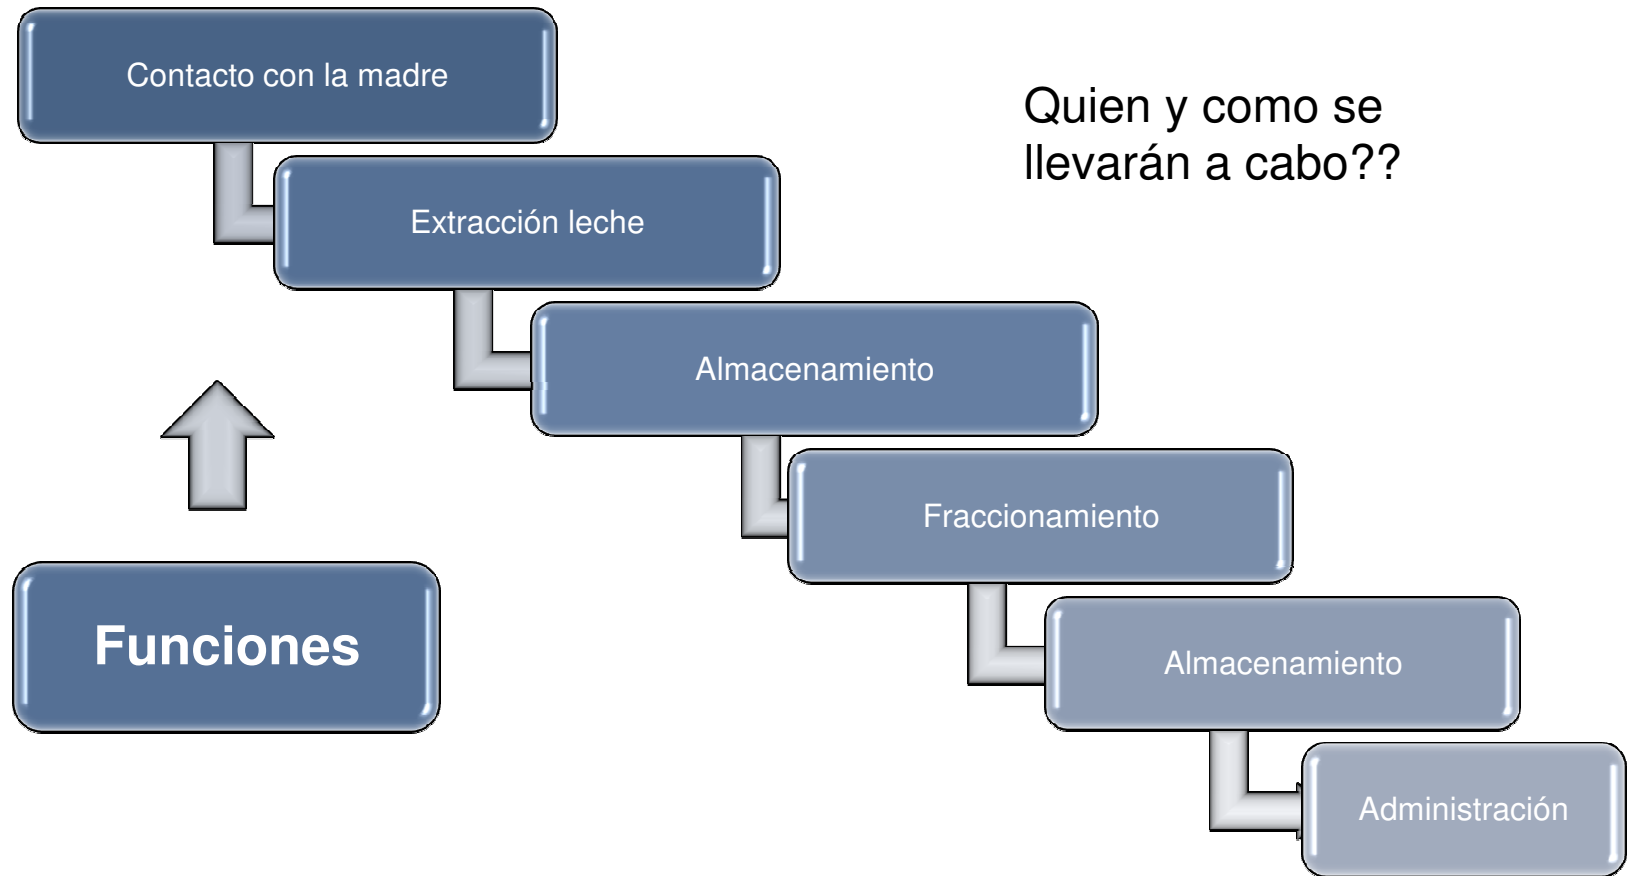 Contacto con la madre
Quien y como se
llevarán a cabo??
Extracción leche
Almacenamiento
Fraccionamiento
Funciones
Almacenamiento
Administración